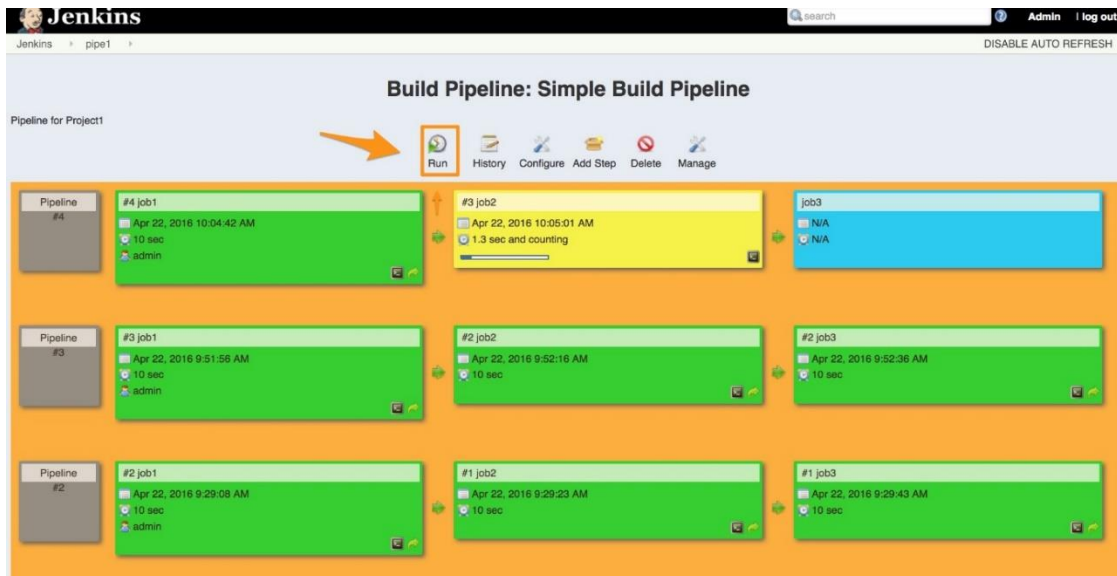 Jenkins
search
Admin | log out
Jenkins pipe1
DISABLE AUTO REFRESH
Build Pipeline: Simple Build Pipeline
Pipeline for Project1
Run History Configure Add Step Delete Manage
Pipeline
#4
#4 job1
Apr 22, 2016 10:04:42 AM
10 sec
admin
#3 job2
Apr 22, 2016 10:05:01 AM
1.3 sec and counting
job3
N/A
N/A
Pipeline
#3
#3 job1
Apr 22, 2016 9:51:56 AM
10 sec
admin
#2 job2
Apr 22, 2016 9:52:16 AM
10 sec
#2 job3
Apr 22, 2016 9:52:36 AM
10 sec
Pipeline
#2
#2 job1
Apr 22, 2016 9:29:08 AM
10 sec
admin
#1 job2
Apr 22, 2016 9:29:23 AM
10 sec
#1 job3
Apr 22, 2016 9:29:43 AM
10 sec